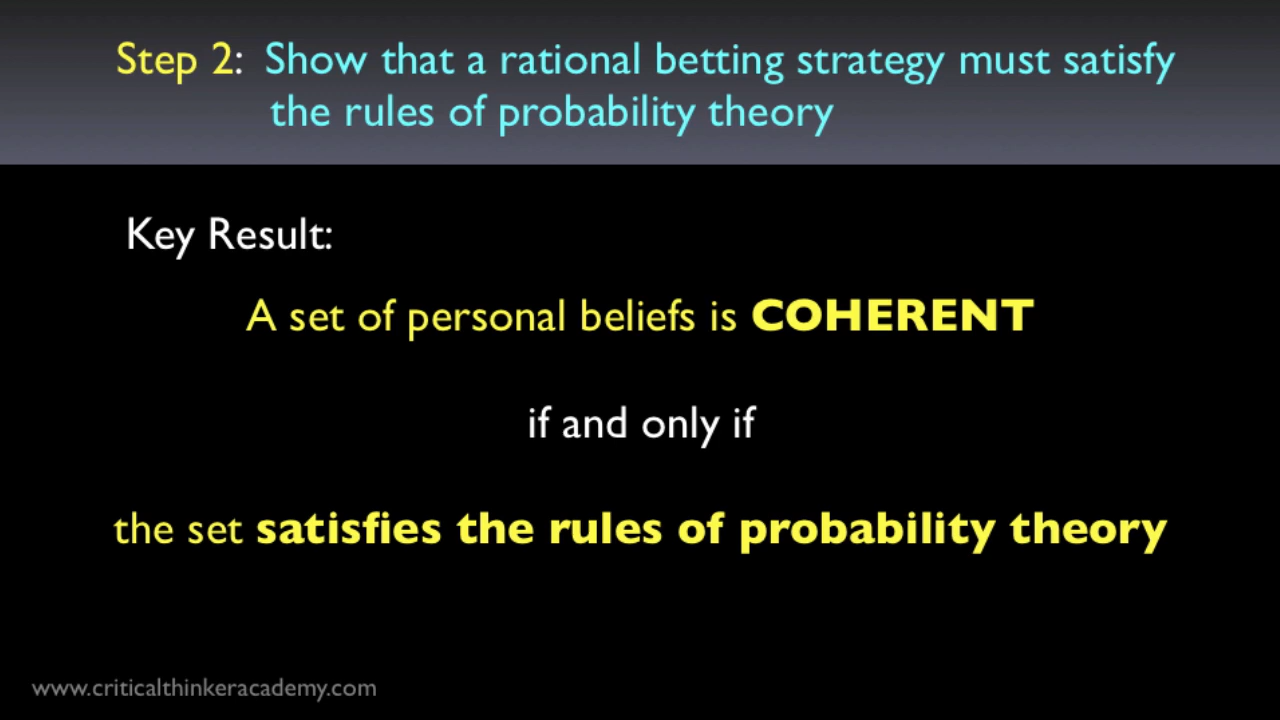 Step 2: Show that a rational betting strategy must satisfy
the rules of probability theory
Key Result:
A set of personal beliefs is COHERENT
if and only if
the set satisfies the rules of probability theory
www.criticalthinkeracademy.com